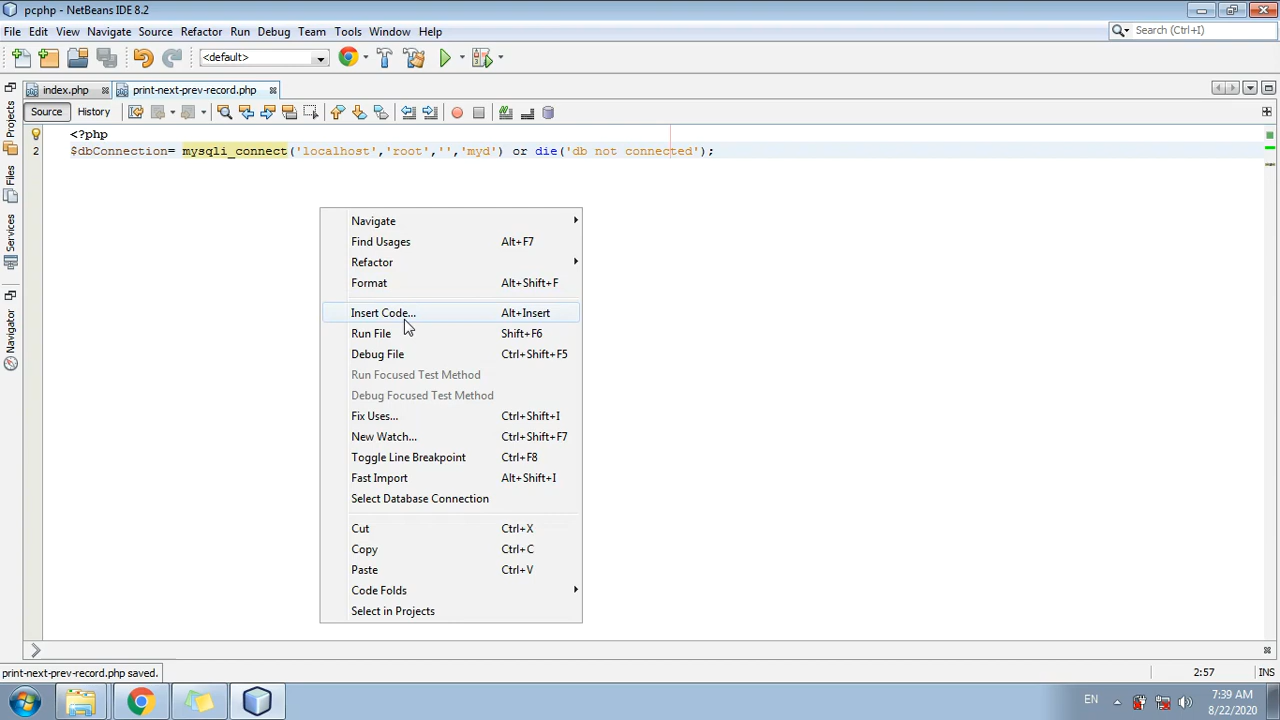 pcphp - NetBeans IDE 8.2
File Edit View Navigate Source Refactor Run Debug Team Tools Window Help
Search (Ctrl+I)
<default>
index.php print-next-prev-record.php
Source History
Projects
Files
Services
Navigator
<?php
2 $dbConnection= mysqli_connect('localhost','root','','myd') or die('db not connected');
Navigate
Find Usages Alt+F7
Refactor
Format Alt+Shift+F
Insert Code... Alt+Insert
Run File Shift+F6
Debug File Ctrl+Shift+F5
Run Focused Test Method
Debug Focused Test Method
Fix Uses... Ctrl+Shift+I
New Watch... Ctrl+Shift+F7
Toggle Line Breakpoint Ctrl+F8
Fast Import Alt+Shift+I
Select Database Connection
Cut Ctrl+X
Copy Ctrl+C
Paste Ctrl+V
Code Folds
Select in Projects
print-next-prev-record.php saved.
2:57 INS
EN
7:39 AM
8/22/2020